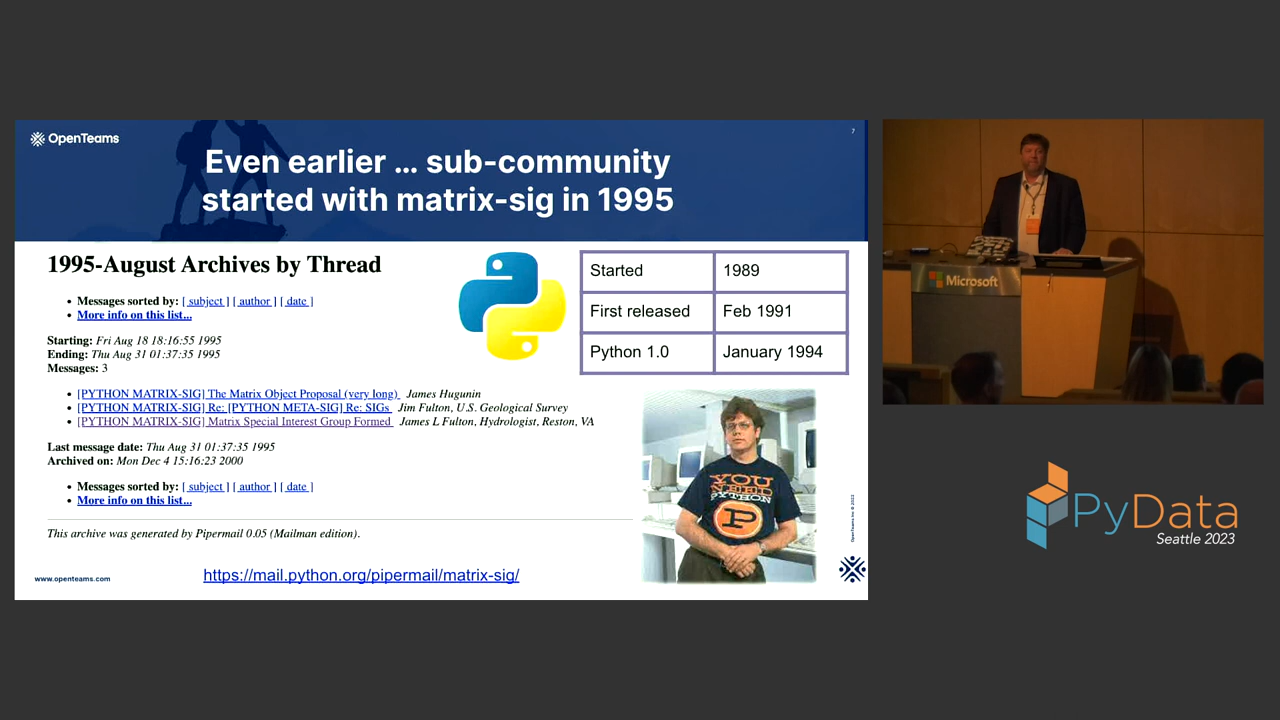 OpenTeams
7
Even earlier ... sub-community
started with matrix-sig in 1995
1995-August Archives by Thread
• Messages sorted by: [ subject ] [ author ] [ date ]
• More info on this list...
Starting: Fri Aug 18 18:16:55 1995
Ending: Thu Aug 31 01:37:35 1995
Messages: 3
• [PYTHON MATRIX-SIG] The Matrix Object Proposal (very long) James Hugunin
• [PYTHON MATRIX-SIG] Re: [PYTHON META-SIG] Re: SIGs Jim Fulton, U.S. Geological Survey
• [PYTHON MATRIX-SIG] Matrix Special Interest Group Formed James L Fulton, Hydrologist, Reston, VA
Last message date: Thu Aug 31 01:37:35 1995
Archived on: Mon Dec 4 15:16:23 2000
• Messages sorted by: [ subject ] [ author ] [ date ]
• More info on this list...
This archive was generated by Pipermail 0.05 (Mailman edition).
Started 1989
First released Feb 1991
Python 1.0 January 1994
YOU
NEED
PYTHON
P
OpenTeams Inc © 2023
www.openteams.com
https://mail.python.org/pipermail/matrix-sig/
Microsoft
PyData
Seattle 2023